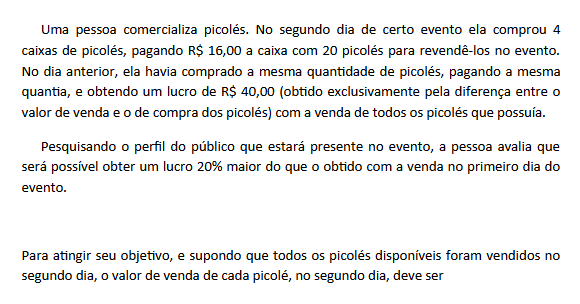 Uma pessoa comercializa picolés. No segundo dia de certo evento ela comprou 4
caixas de picolés, pagando R$ 16,00 a caixa com 20 picolés para revendê-los no evento.
No dia anterior, ela havia comprado a mesma quantidade de picolés, pagando a mesma
quantia, e obtendo um lucro de R$ 40,00 (obtido exclusivamente pela diferença entre o
valor de venda e o de compra dos picolés) com a venda de todos os picolés que possuía.
Pesquisando o perfil do público que estará presente no evento, a pessoa avalia que
será possível obter um lucro 20% maior do que o obtido com a venda no primeiro dia do
evento.
Para atingir seu objetivo, e supondo que todos os picolés disponíveis foram vendidos no
segundo dia, o valor de venda de cada picolé, no segundo dia, deve ser